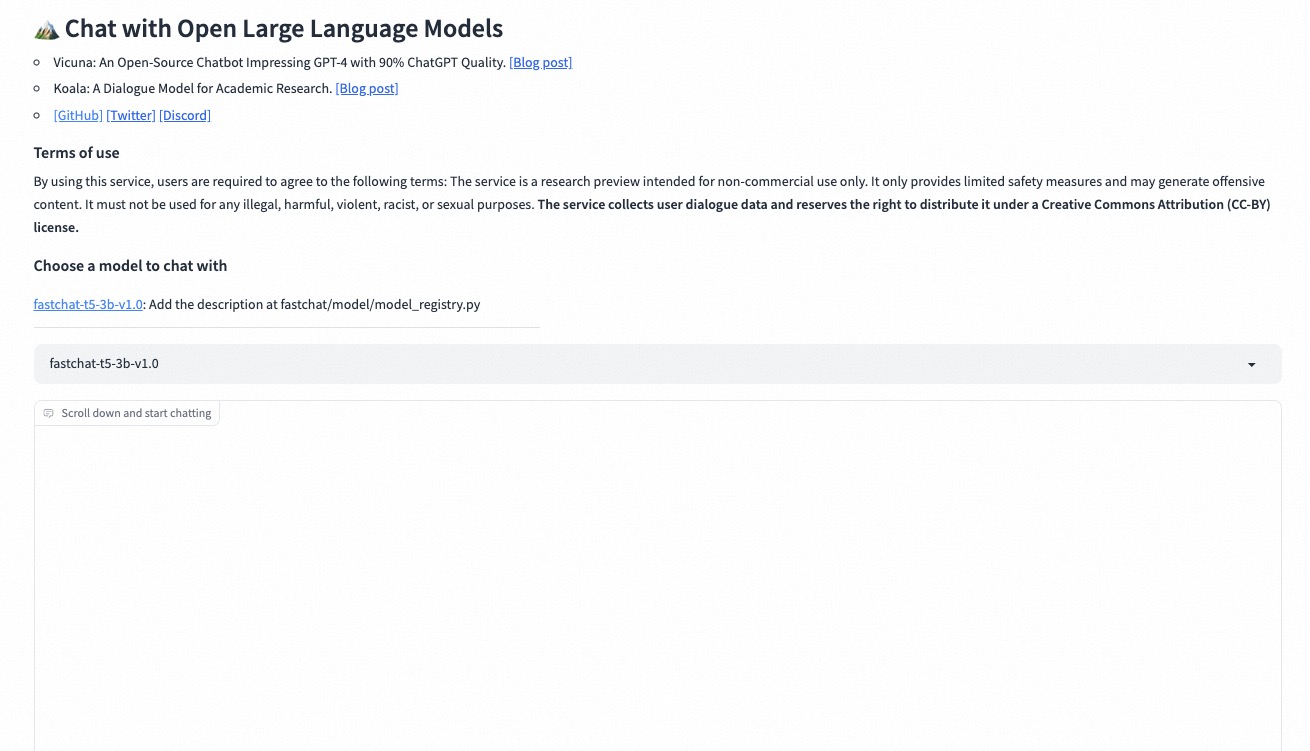 Chat with Open Large Language Models
Vicuna: An Open-Source Chatbot Impressing GPT-4 with 90% ChatGPT Quality. [Blog post]
Koala: A Dialogue Model for Academic Research. [Blog post]
[GitHub] [Twitter] [Discord]
Terms of use
By using this service, users are required to agree to the following terms: The service is a research preview intended for non-commercial use only. It only provides limited safety measures and may generate offensive
content. It must not be used for any illegal, harmful, violent, racist, or sexual purposes. The service collects user dialogue data and reserves the right to distribute it under a Creative Commons Attribution (CC-BY)
license.
Choose a model to chat with
fastchat-t5-3b-v1.0: Add the description at fastchat/model/model_registry.py
fastchat-t5-3b-v1.0
Scroll down and start chatting